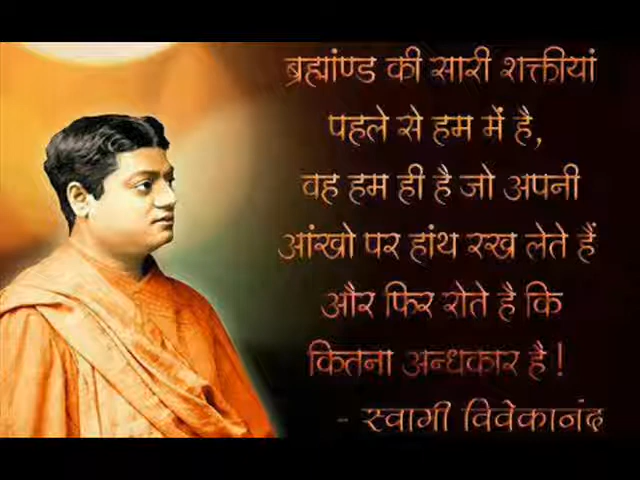 ब्रह्मांण्ड की सारी शक्तीयां
पहले से हम में है,
वह हम ही है जो अपनी
आंखो पर हांथ रख लेते हैं
और फिर रोते है कि
कितना अन्धकार है !
- स्वामी विवेकानंद